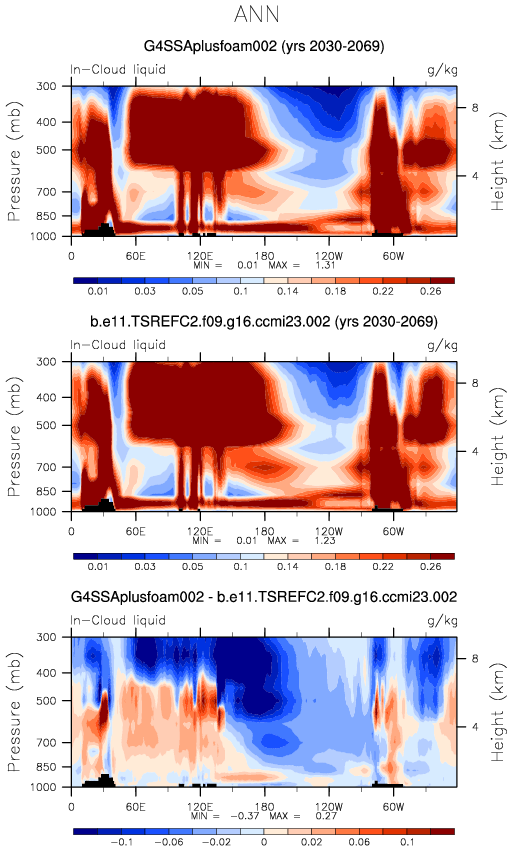 ANN
G4SSAplusfoam002 (yrs 2030-2069)
In-Cloud liquid g/kg
300
400
500
700
850
1000
Pressure (mb)
8
4
Height (km)
0 60E 120E 180 120W 60W
MIN = 0.01 MAX = 1.31
0.01 0.03 0.05 0.1 0.14 0.18 0.22 0.26
b.e11.TSREFC2.f09.g16.ccmi23.002 (yrs 2030-2069)
In-Cloud liquid g/kg
300
400
500
700
850
1000
Pressure (mb)
8
4
Height (km)
0 60E 120E 180 120W 60W
MIN = 0.01 MAX = 1.23
0.01 0.03 0.05 0.1 0.14 0.18 0.22 0.26
G4SSAplusfoam002 - b.e11.TSREFC2.f09.g16.ccmi23.002
In-Cloud liquid g/kg
300
400
500
700
850
1000
Pressure (mb)
8
4
Height (km)
0 60E 120E 180 120W 60W
MIN = -0.37 MAX = 0.27
-0.1 -0.06 -0.02 0 0.02 0.06 0.1